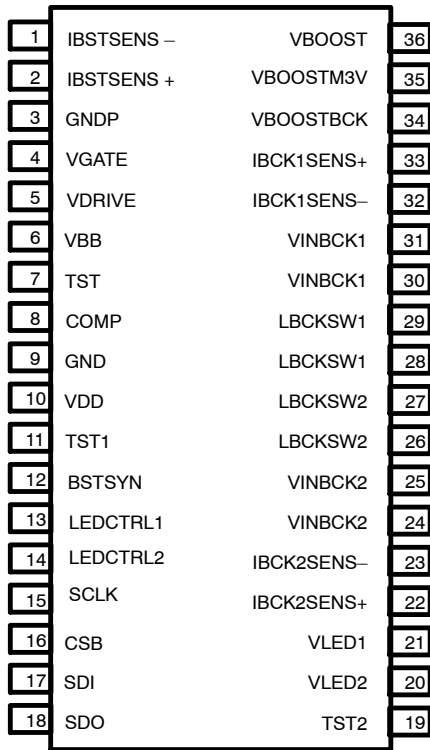 1 IBSTSENS – VBOOST 36
2 IBSTSENS + VBOOSTM3V 35
3 GNDP VBOOSTBCK 34
4 VGATE IBCK1SENS+ 33
5 VDRIVE IBCK1SENS– 32
6 VBB VINBCK1 31
7 TST VINBCK1 30
8 COMP LBCKSW1 29
9 GND LBCKSW1 28
10 VDD LBCKSW2 27
11 TST1 LBCKSW2 26
12 BSTSYN VINBCK2 25
13 LEDCTRL1 VINBCK2 24
14 LEDCTRL2 IBCK2SENS– 23
15 SCLK IBCK2SENS+ 22
16 CSB VLED1 21
17 SDI VLED2 20
18 SDO TST2 19